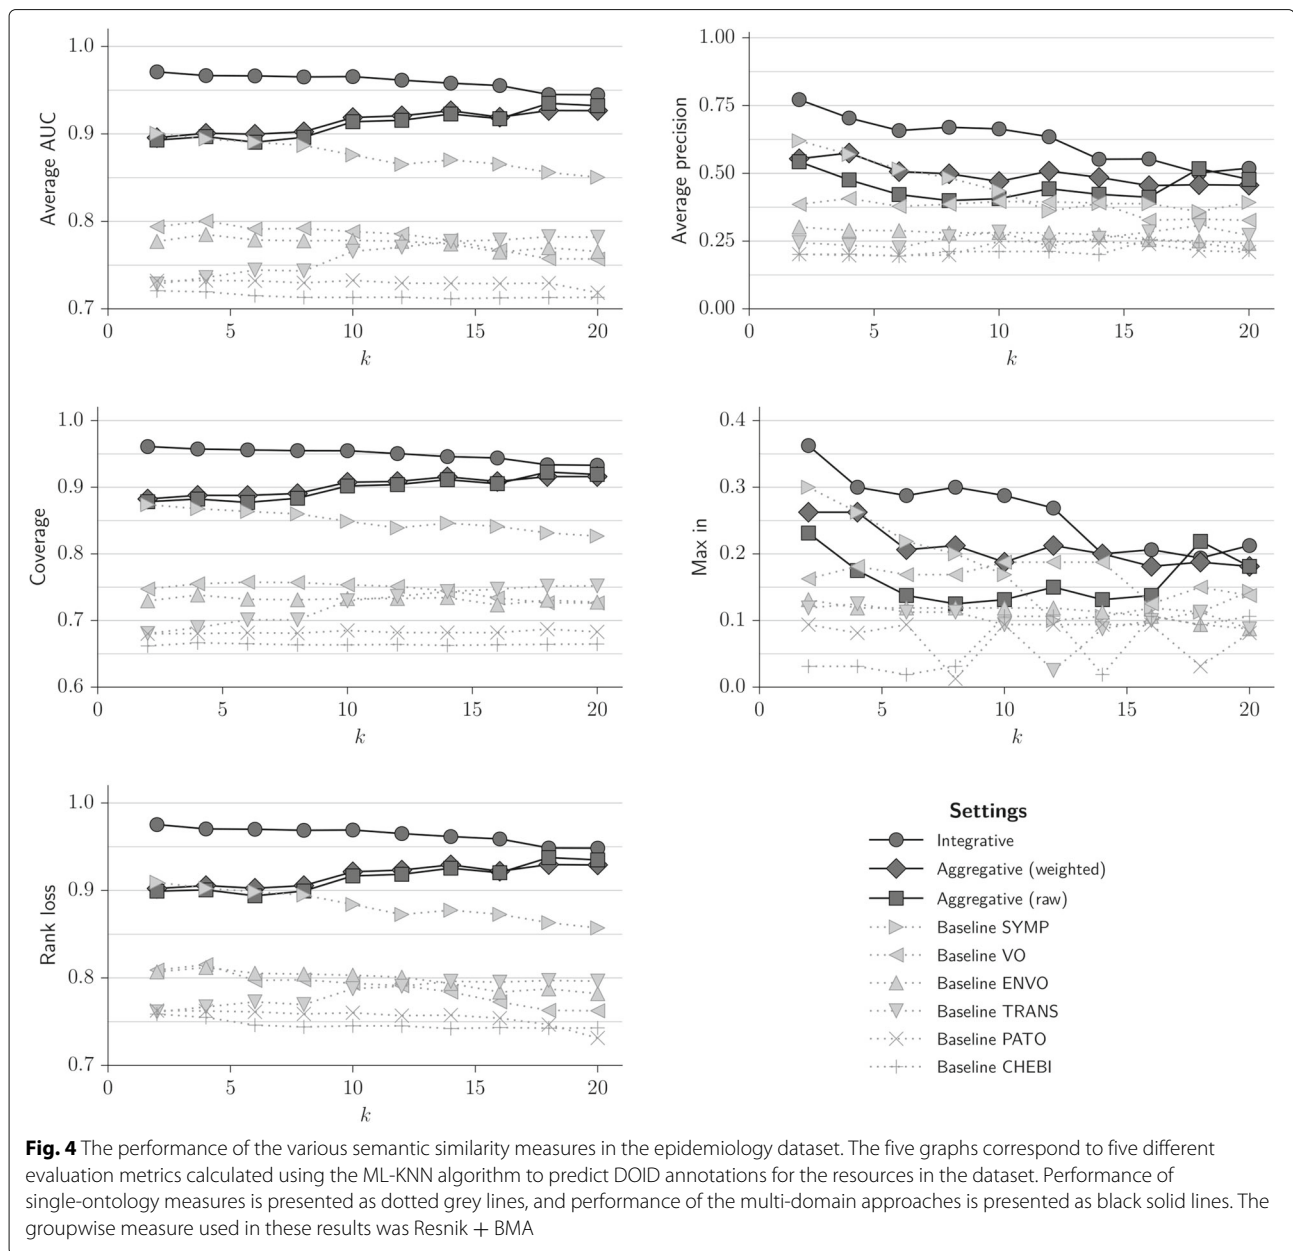 1.0
0.9
0.8
0.7
Average AUC
0 5 10 15 20
k
1.00
0.75
0.50
0.25
0.00
Average precision
0 5 10 15 20
k
1.0
0.9
0.8
0.7
0.6
Coverage
0 5 10 15 20
k
0.4
0.3
0.2
0.1
0.0
Max in
0 5 10 15 20
k
1.0
0.9
0.8
0.7
Rank loss
0 5 10 15 20
k
Settings
Integrative
Aggregative (weighted)
Aggregative (raw)
Baseline SYMP
Baseline VO
Baseline ENVO
Baseline TRANS
Baseline PATO
Baseline CHEBI
Fig. 4 The performance of the various semantic similarity measures in the epidemiology dataset. The five graphs correspond to five different
evaluation metrics calculated using the ML-KNN algorithm to predict DOID annotations for the resources in the dataset. Performance of
single-ontology measures is presented as dotted grey lines, and performance of the multi-domain approaches is presented as black solid lines. The
groupwise measure used in these results was Resnik + BMA